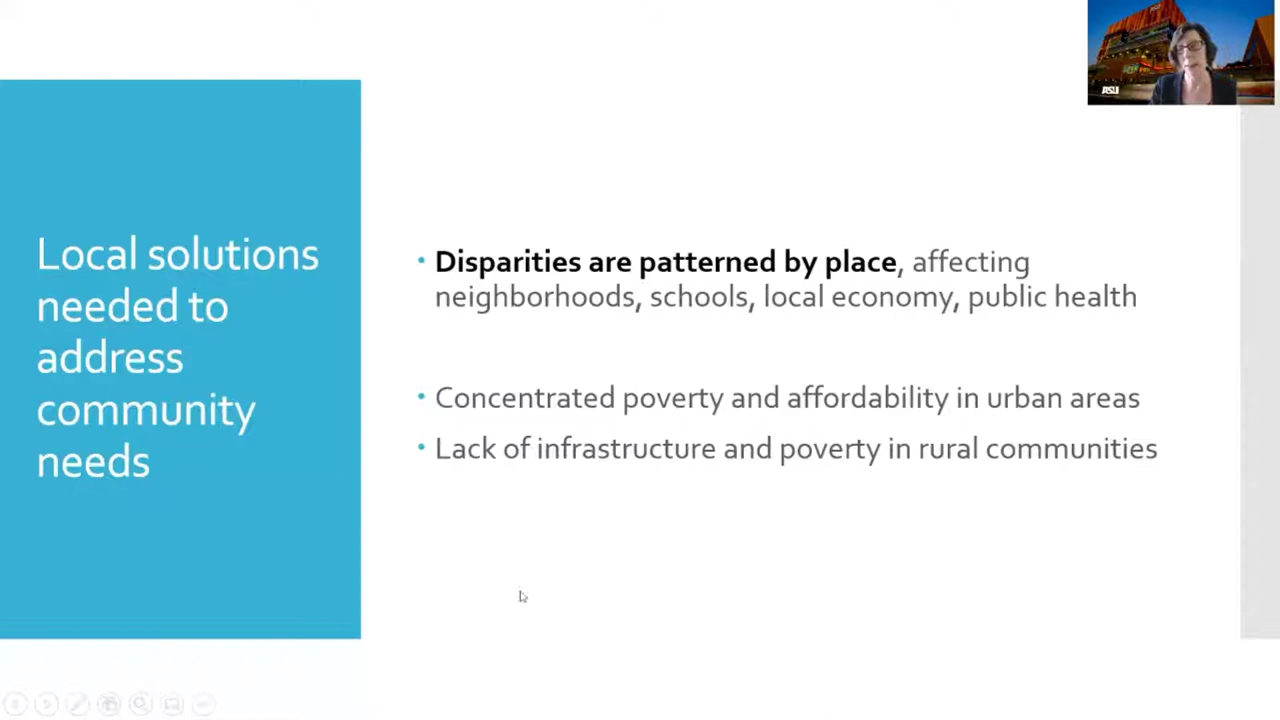 ASU
Local solutions
needed to
address
community
needs
• Disparities are patterned by place, affecting
neighborhoods, schools, local economy, public health
• Concentrated poverty and affordability in urban areas
• Lack of infrastructure and poverty in rural communities